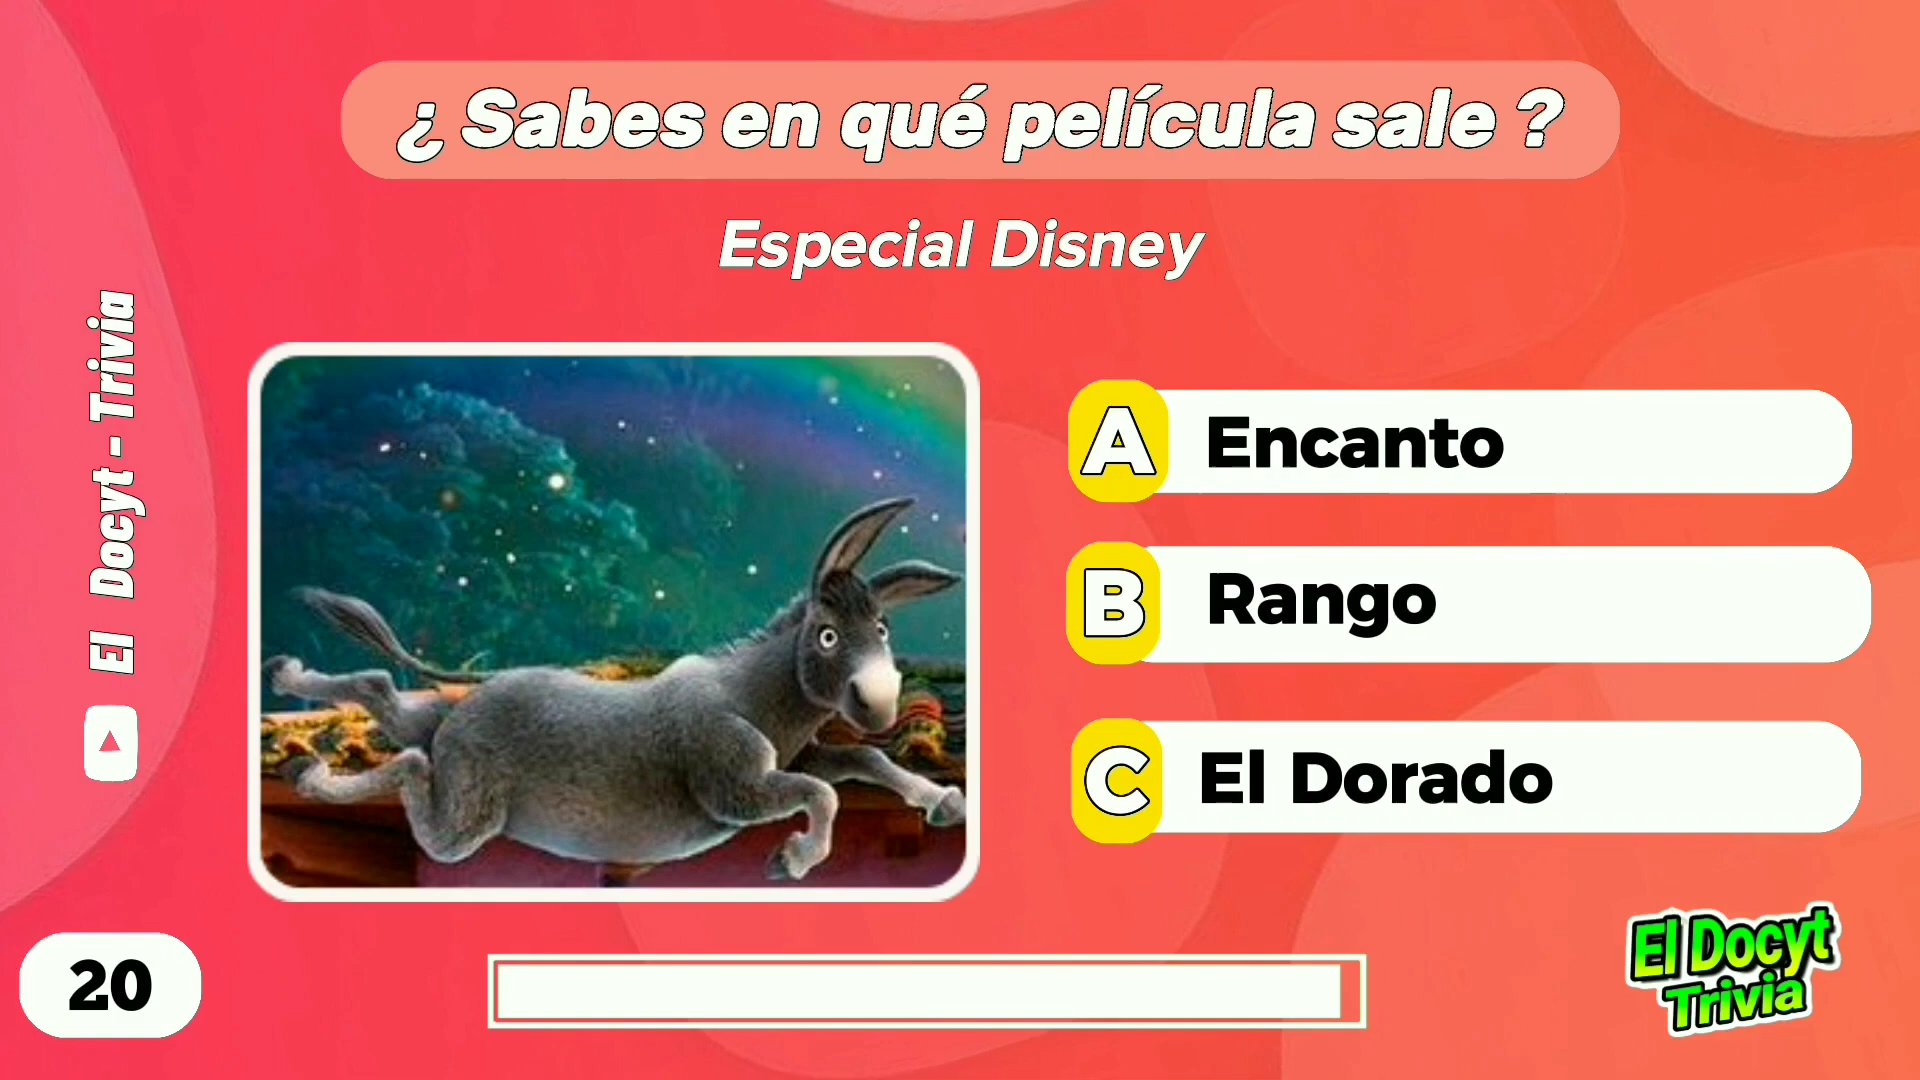 ¿ Sabes en qué película sale ?
Especial Disney
El Docyt - Trivia
A Encanto
B Rango
C El Dorado
20
El Docyt
Trivia